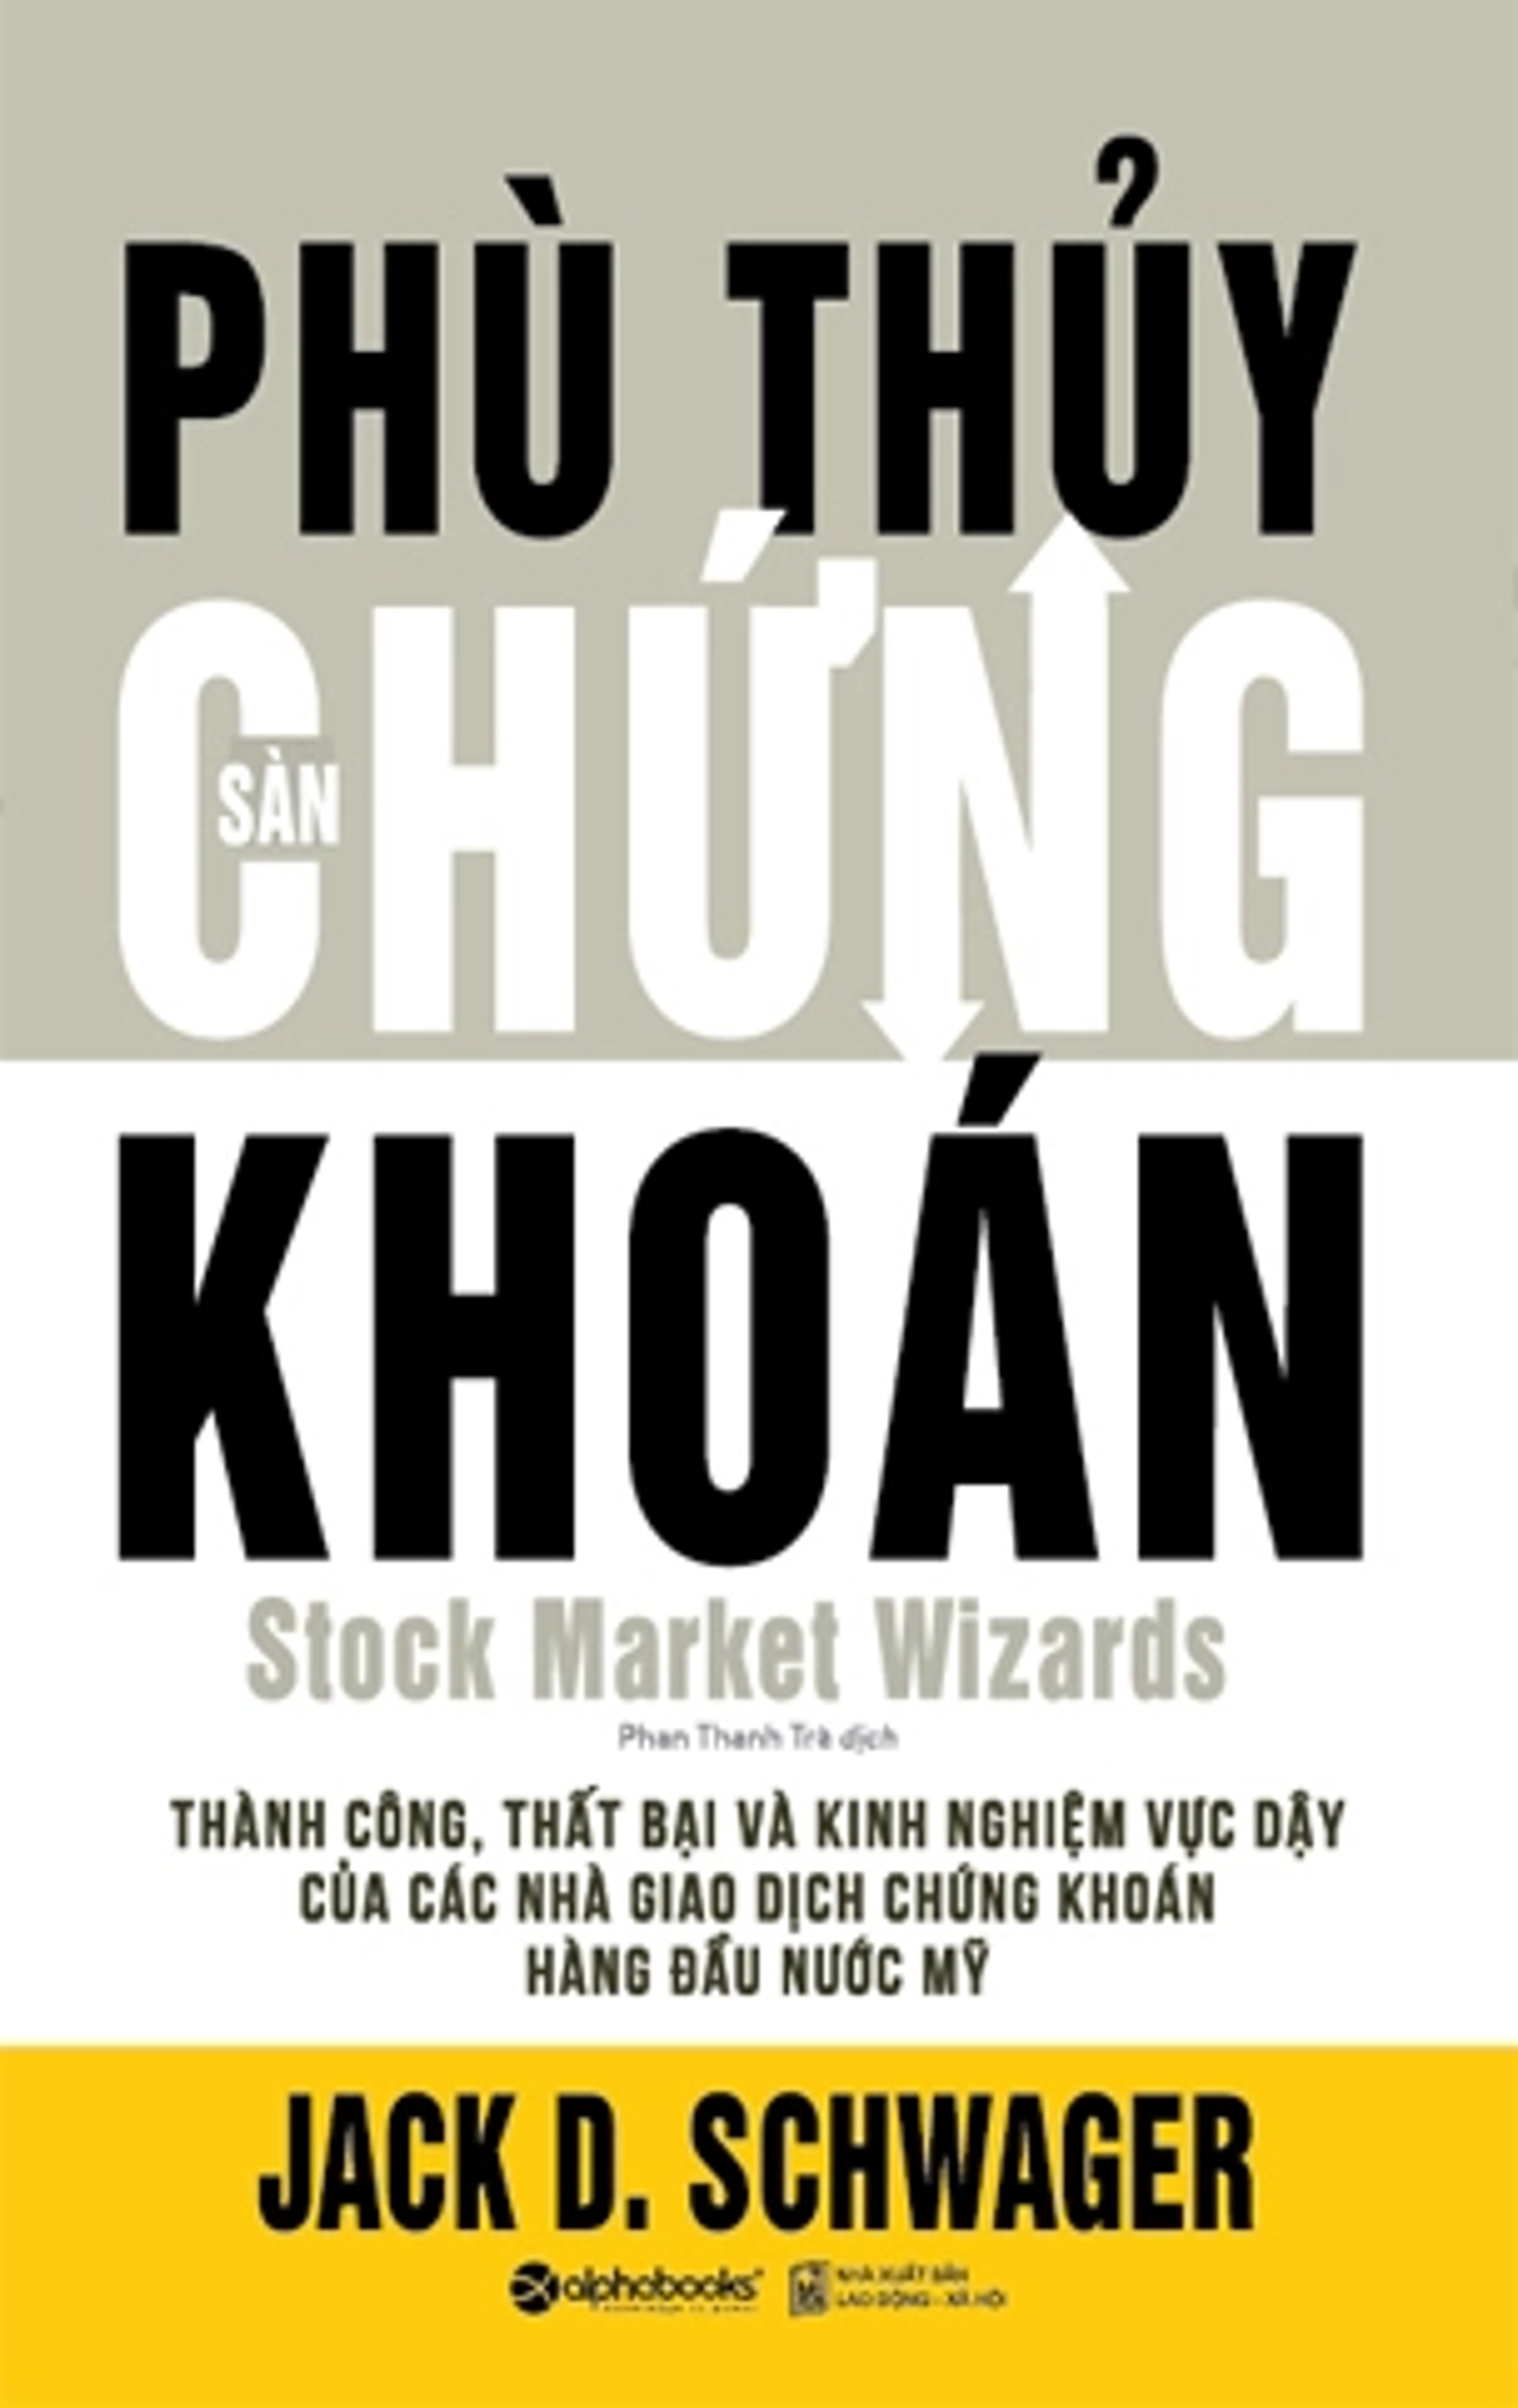 PHÙ THỦY
SÀN
CHỨNG
KHOÁN
Stock Market Wizards
Phan Thanh Trà dịch
THÀNH CÔNG, THẤT BẠI VÀ KINH NGHIỆM VỰC DẬY
CỦA CÁC NHÀ GIAO DỊCH CHỨNG KHOÁN
HÀNG ĐẦU NƯỚC MỸ
JACK D. SCHWAGER
alphabooks
NHÀ XUẤT BẢN
LAO ĐỘNG - XÃ HỘI